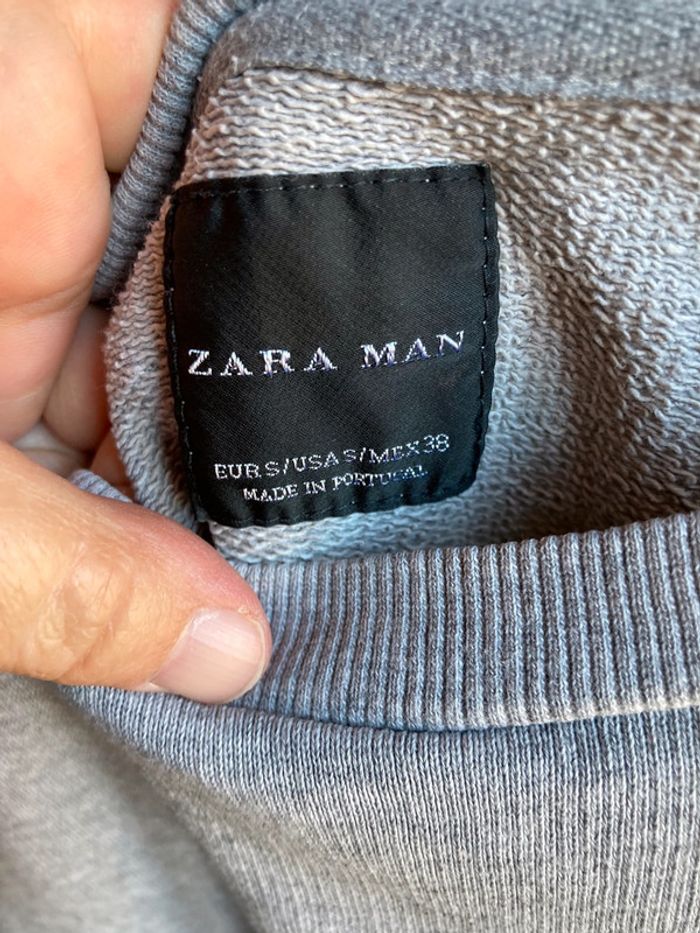 ZARA MAN
EUR S/USA S/MEX 38
MADE IN PORTUGAL